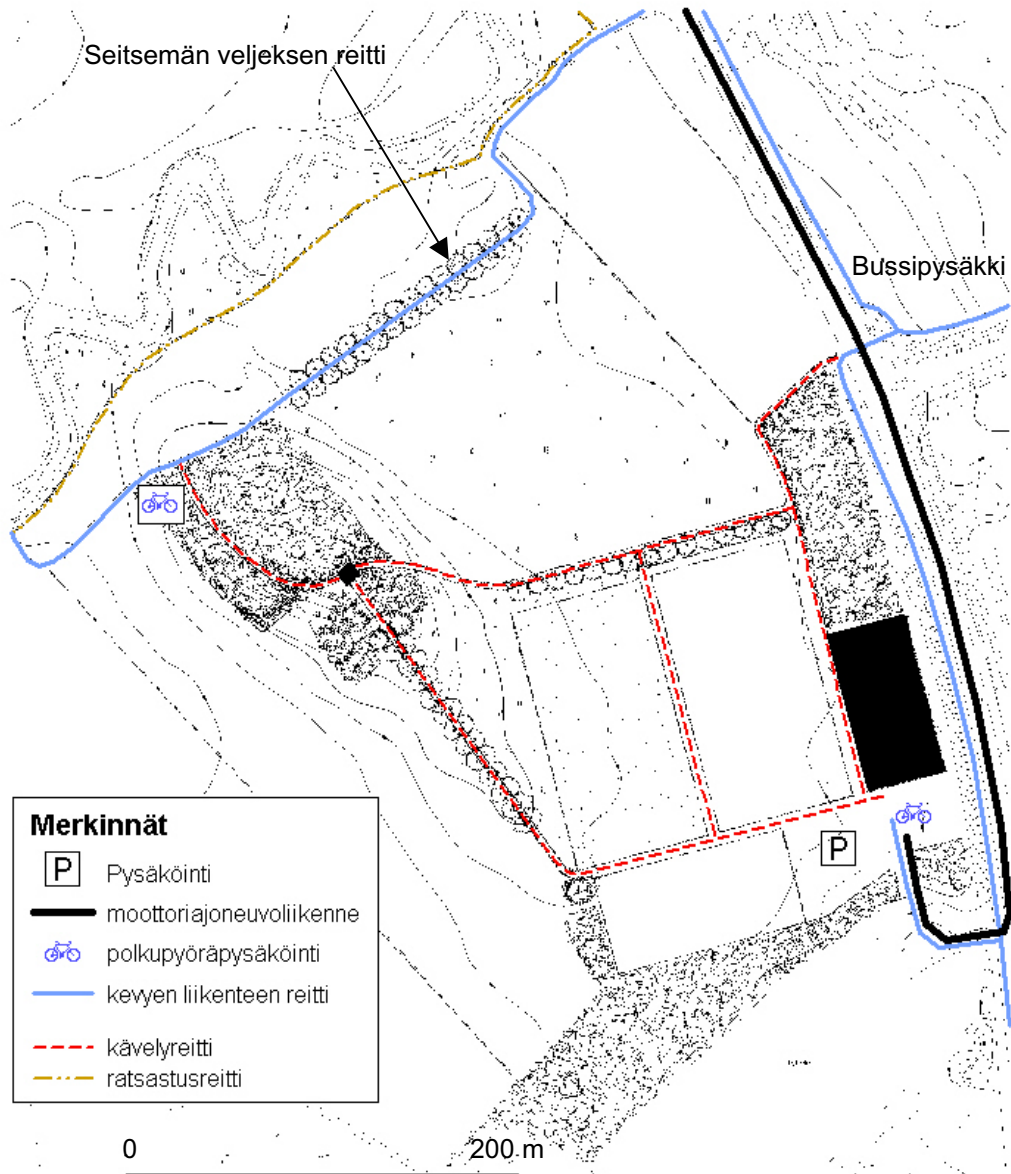 Seitsemän veljeksen reitti
Bussipysäkki
P
Merkinnät
P Pysäköinti
moottoriajoneuvoliikenne
polkupyöräpysäköinti
kevyen liikenteen reitti
kävelyreitti
ratsastusreitti
0 200 m